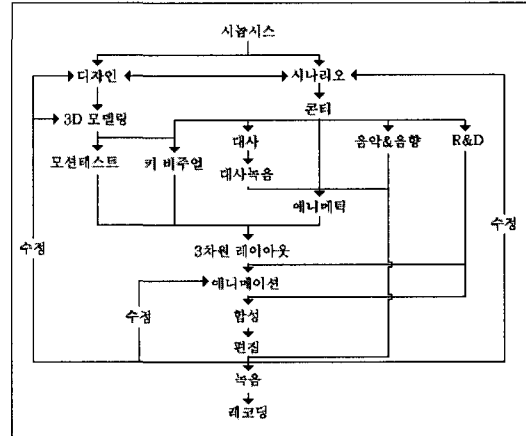 시놉시스
디자인 시나리오
콘티
3D 모델링
대사 음악&음향 R&D
모션테스트 키 비주얼
대사녹음
애니메틱
수정 수정
3차원 레이아웃
애니메이션
수정 합성
편집
녹음
레코딩